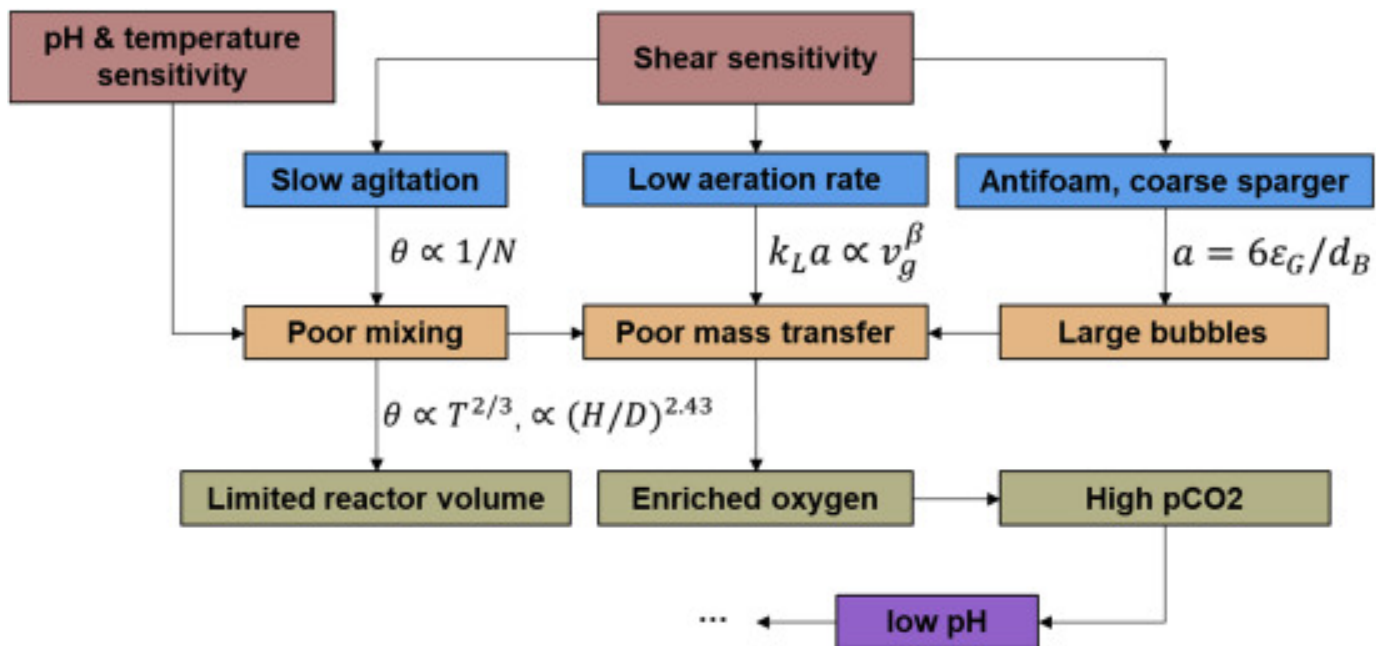 pH & temperature
sensitivity
Shear sensitivity
Slow agitation
Low aeration rate
Antifoam, coarse sparger
θ ∝ 1/N
k_L a ∝ v_g^β
a = 6ε_G/d_B
Poor mixing
Poor mass transfer
Large bubbles
θ ∝ T^{2/3}, ∝ (H/D)^{2.43}
Limited reactor volume
Enriched oxygen
High pCO2
... 
low pH